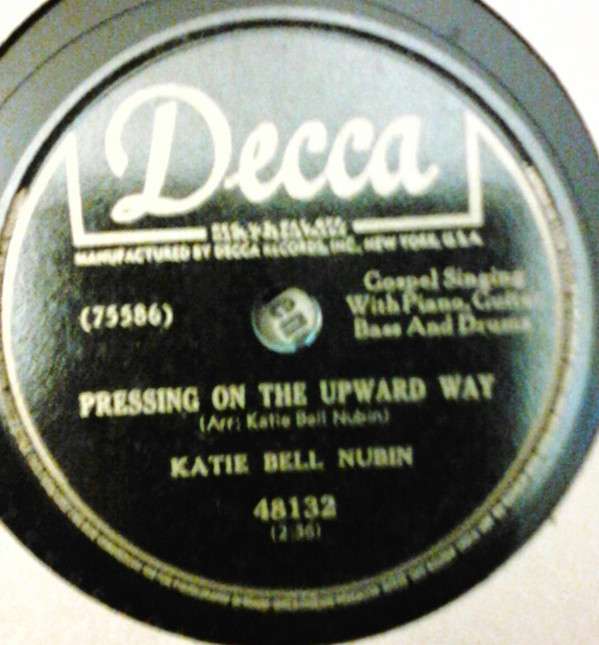 Decca
MANUFACTURED BY DECCA RECORDS, INC., NEW YORK, U.S.A.
(75586)
Gospel Singing
With Piano, Guitar
Bass And Drums
PRESSING ON THE UPWARD WAY
(Arr: Katie Bell Nubin)
KATIE BELL NUBIN
48132
(2:36)